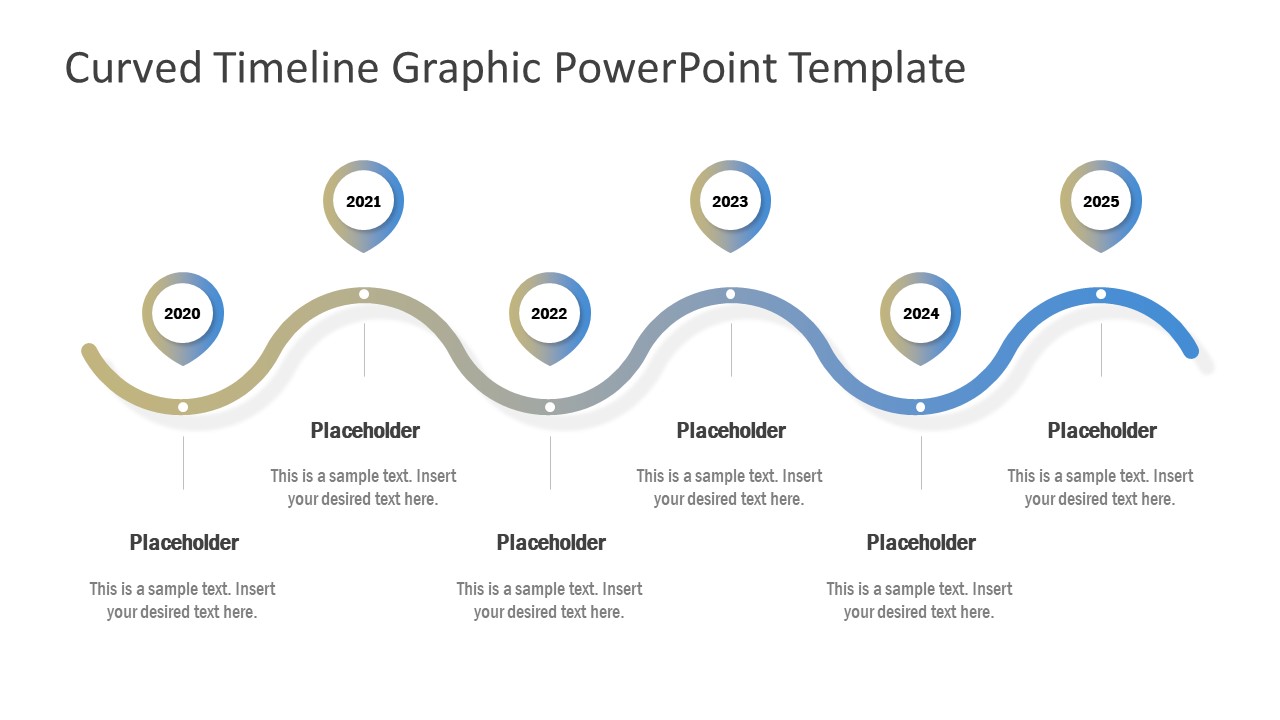 Curved Timeline Graphic PowerPoint Template
2021
2023
2025
2020
2022
2024
Placeholder
This is a sample text. Insert
your desired text here.
Placeholder
This is a sample text. Insert
your desired text here.
Placeholder
This is a sample text. Insert
your desired text here.
Placeholder
This is a sample text. Insert
your desired text here.
Placeholder
This is a sample text. Insert
your desired text here.
Placeholder
This is a sample text. Insert
your desired text here.